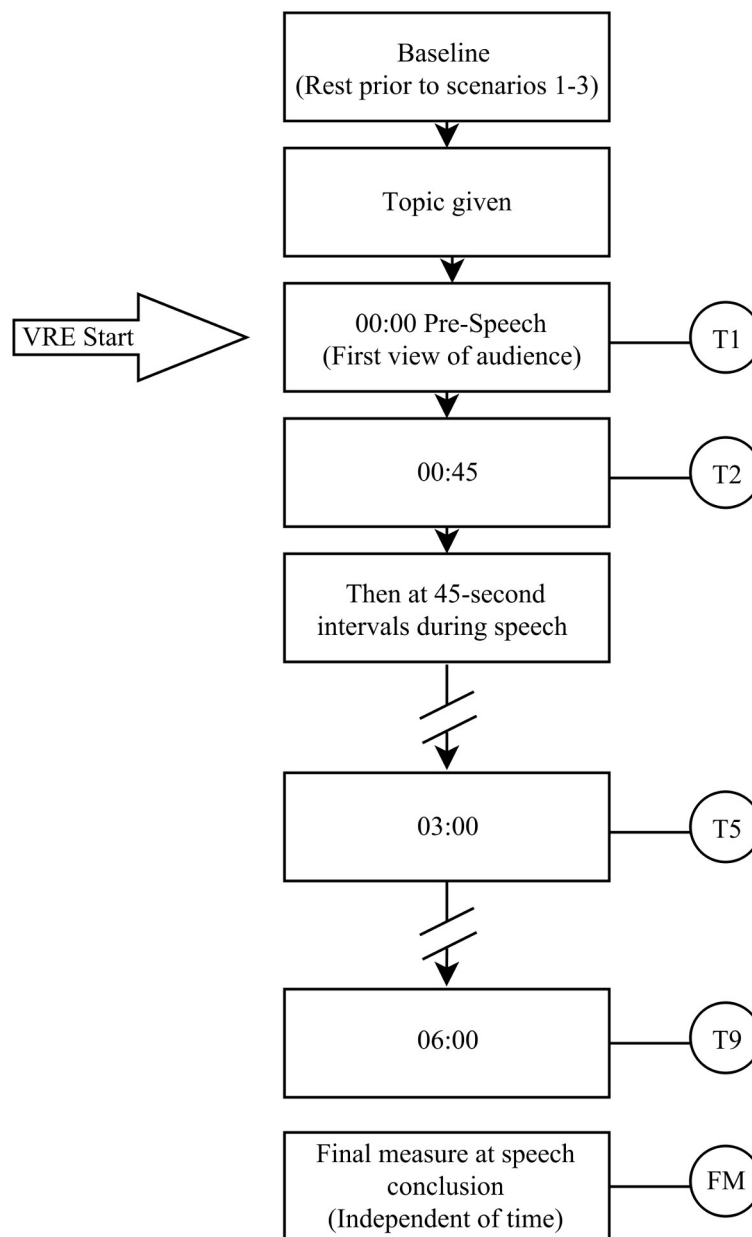 Baseline
(Rest prior to scenarios 1-3)
Topic given
VRE Start
00:00 Pre-Speech
(First view of audience)
T1
00:45
T2
Then at 45-second
intervals during speech
03:00
T5
06:00
T9
Final measure at speech
conclusion
(Independent of time)
FM